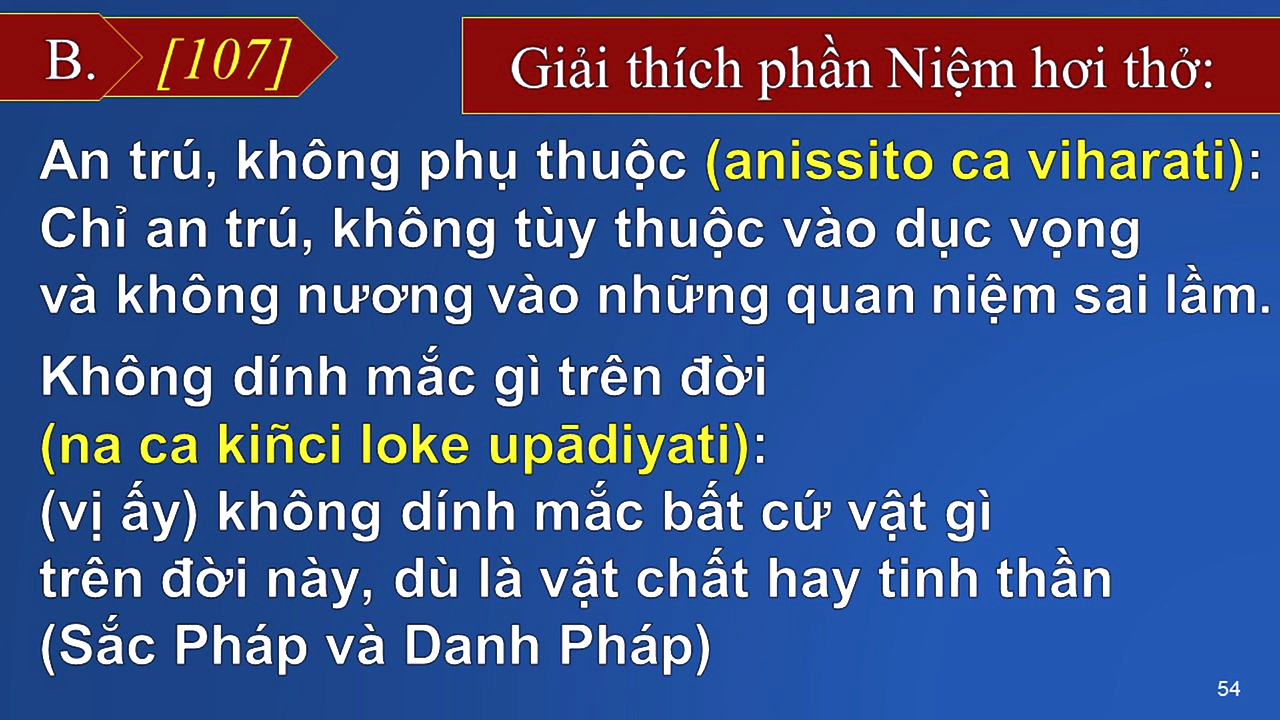 B. [107] Giải thích phần Niệm hơi thở:
An trú, không phụ thuộc (anissito ca viharati):
Chỉ an trú, không tùy thuộc vào dục vọng
và không nương vào những quan niệm sai lầm.
Không dính mắc gì trên đời
(na ca kiñci loke upādiyati):
(vị ấy) không dính mắc bất cứ vật gì
trên đời này, dù là vật chất hay tinh thần
(Sắc Pháp và Danh Pháp)
54